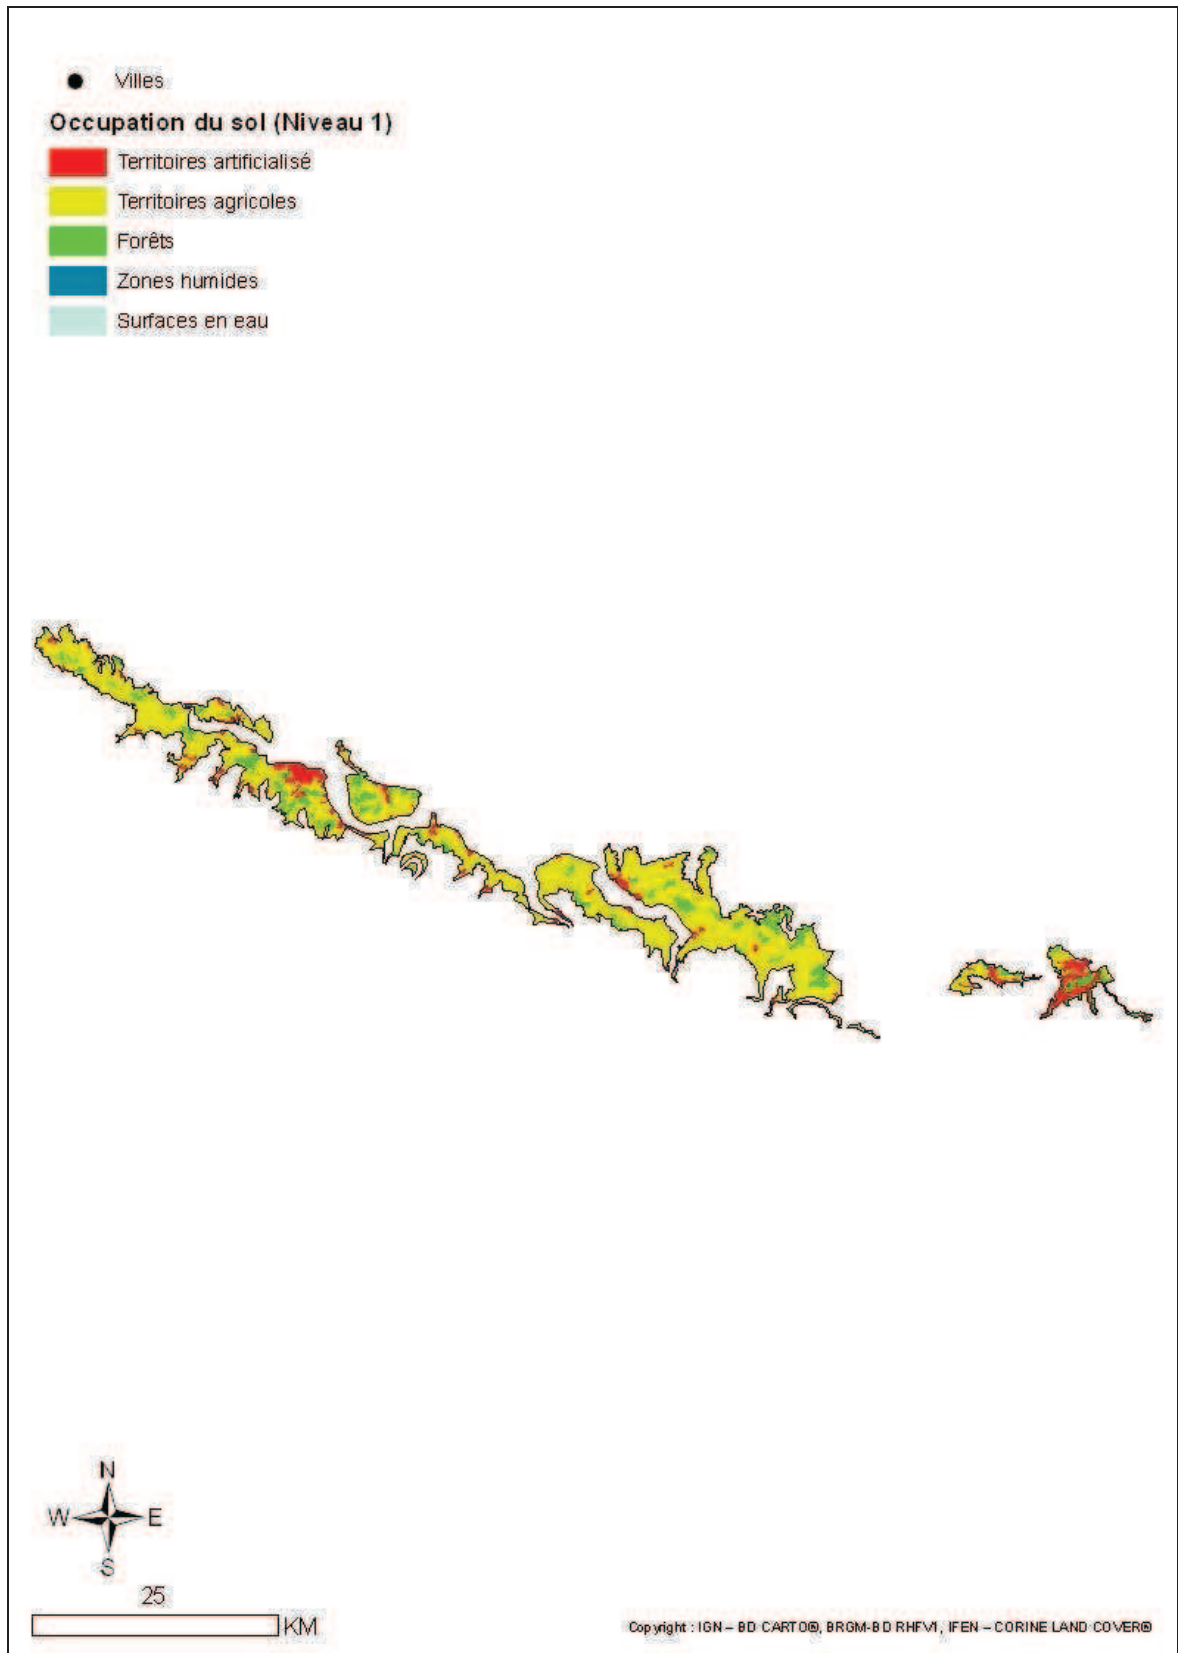 Villes
Occupation du sol (Niveau 1)
Territoires artificialisé
Territoires agricoles
Forêts
Zones humides
Surfaces en eau
N
W E
S
25
KM
Copyright : IGN – BD CARTO®, BRGM-BD RHFV1, IFEN – CORINE LAND COVER®